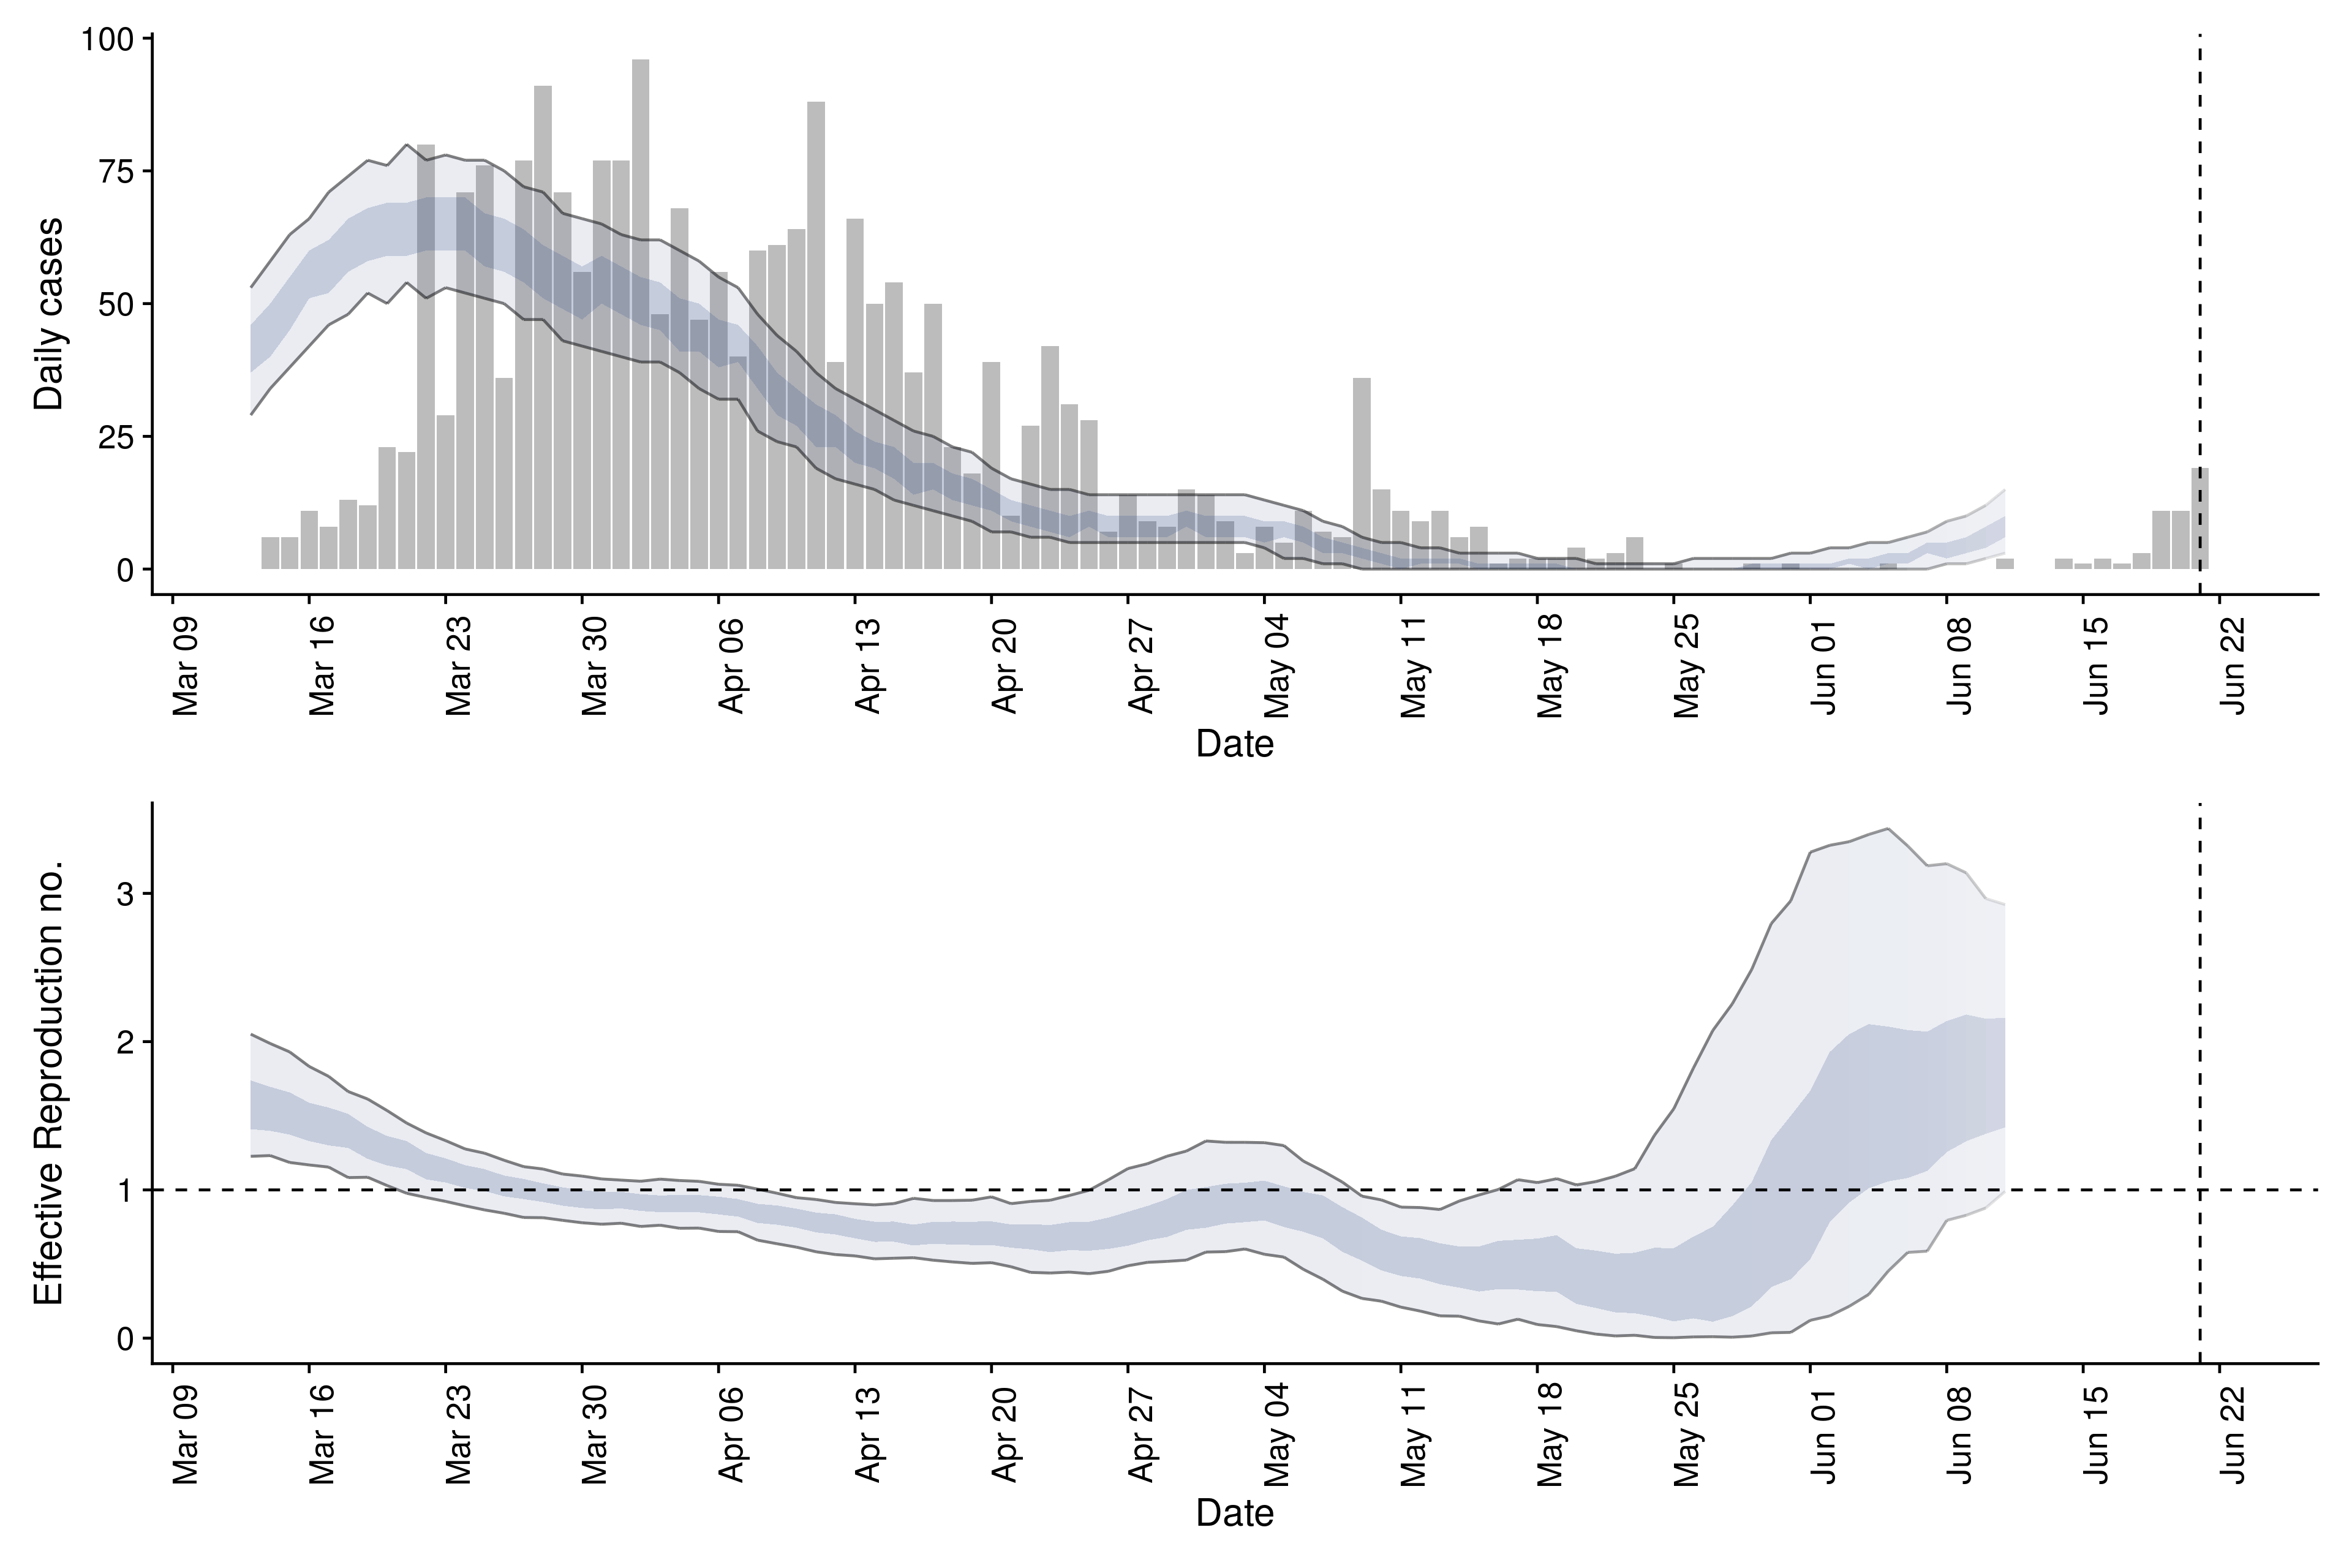 Daily cases
100
75
50
25
0
Mar 09
Mar 16
Mar 23
Mar 30
Apr 06
Apr 13
Apr 20
Apr 27
May 04
May 11
May 18
May 25
Jun 01
Jun 08
Jun 15
Jun 22
Date
Effective Reproduction no.
3
2
1
0
Mar 09
Mar 16
Mar 23
Mar 30
Apr 06
Apr 13
Apr 20
Apr 27
May 04
May 11
May 18
May 25
Jun 01
Jun 08
Jun 15
Jun 22
Date